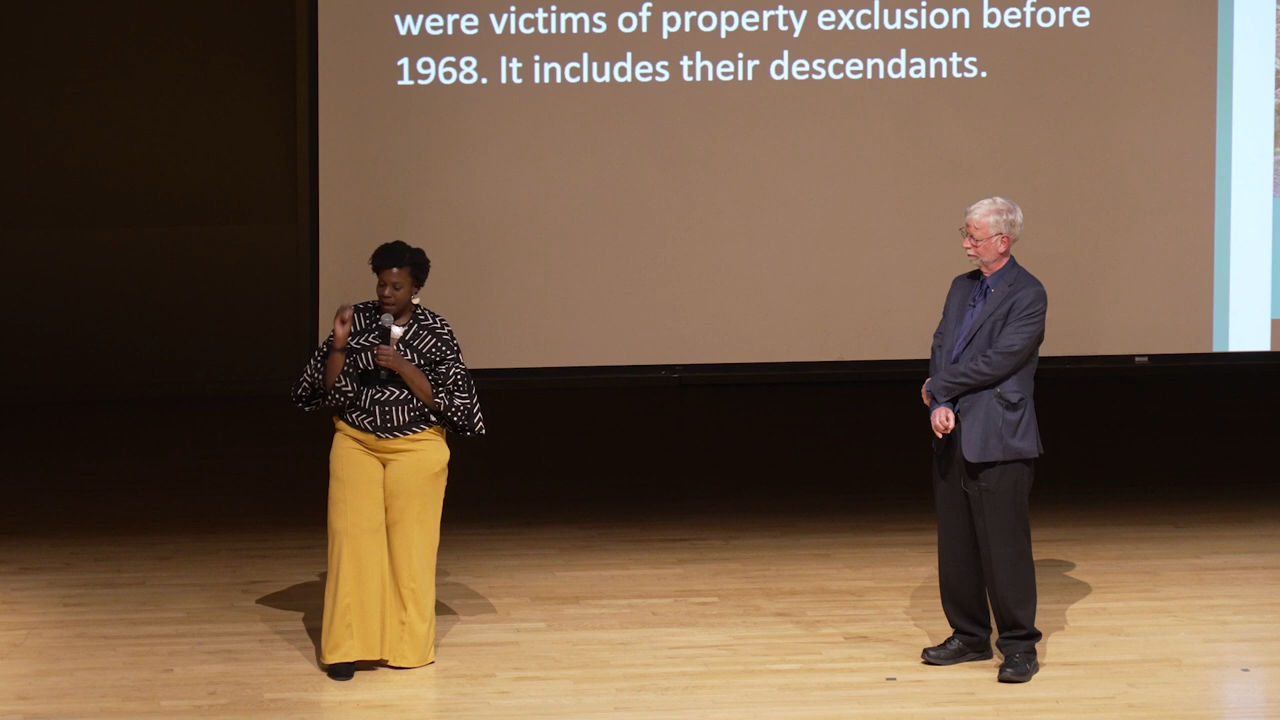 were victims of property exclusion before
1968. It includes their descendants.